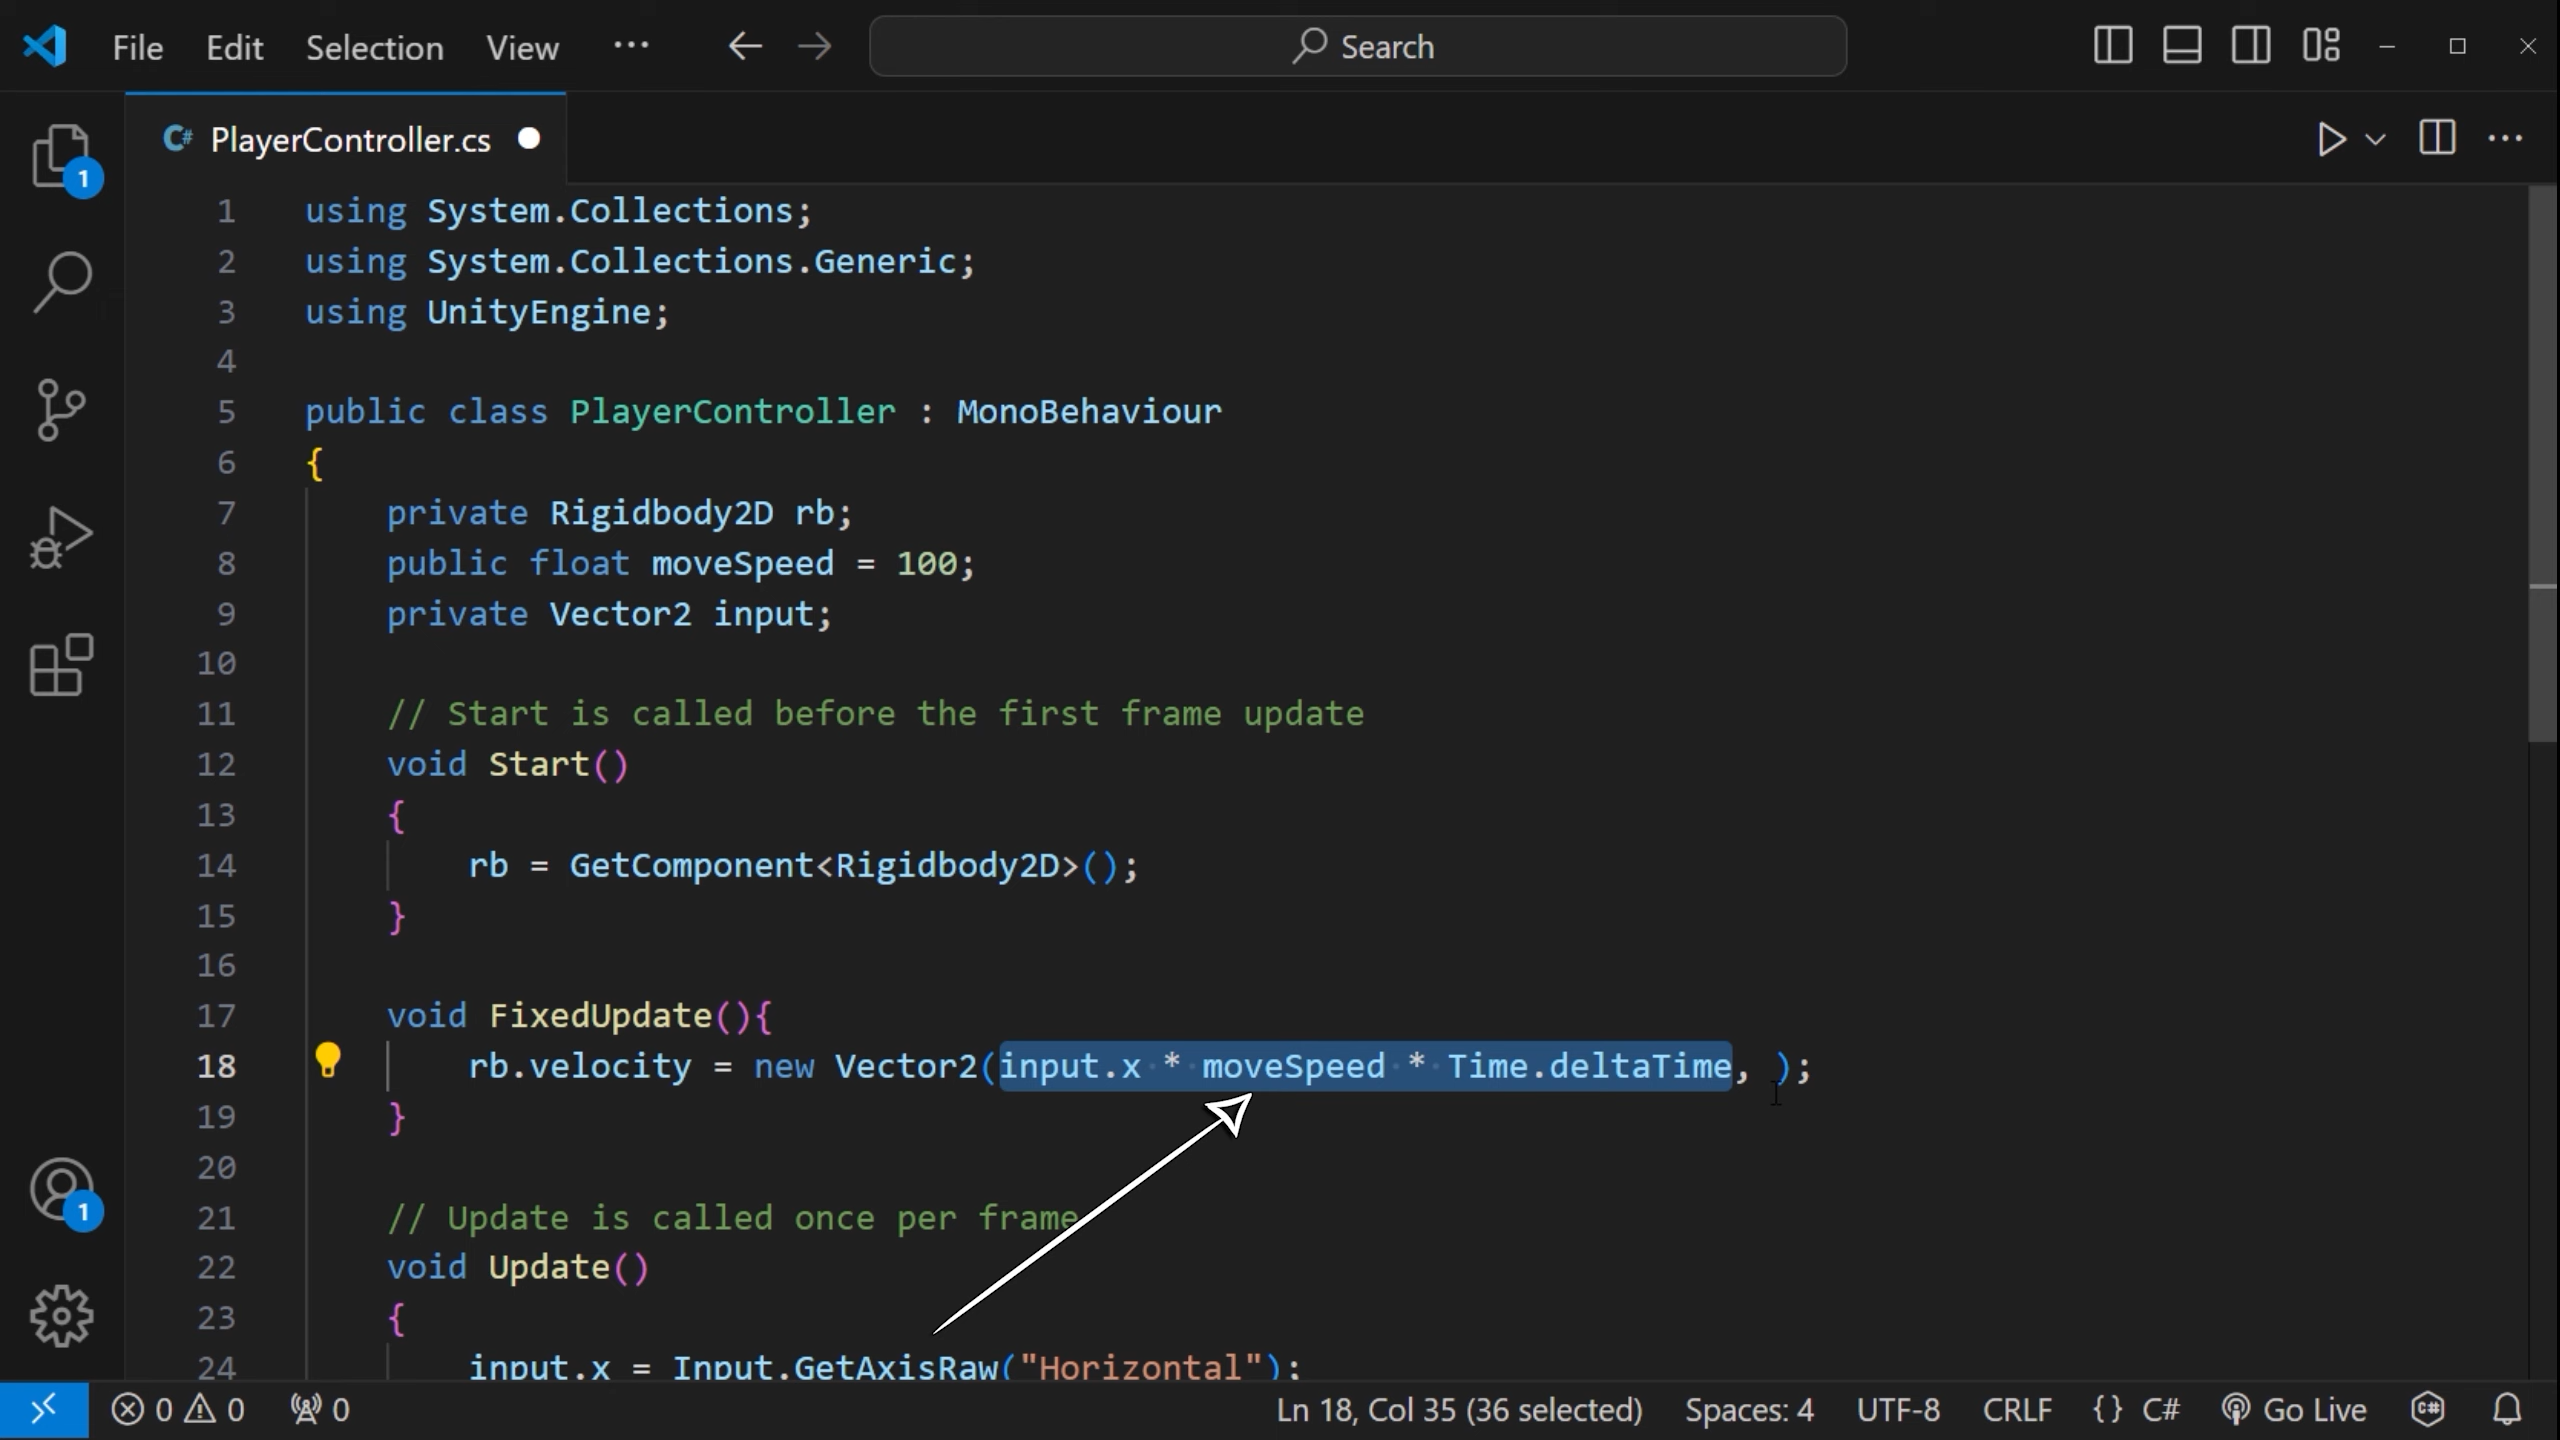 File Edit Selection View ··· Search
C# PlayerController.cs
1
1 using System.Collections;
2 using System.Collections.Generic;
3 using UnityEngine;
4
5 public class PlayerController : MonoBehaviour
6 {
7 private Rigidbody2D rb;
8 public float moveSpeed = 100;
9 private Vector2 input;
10
11 // Start is called before the first frame update
12 void Start()
13 {
14 rb = GetComponent<Rigidbody2D>();
15 }
16
17 void FixedUpdate(){
18 rb.velocity = new Vector2(input.x * moveSpeed * Time.deltaTime, );
19 }
20
1
21 // Update is called once per frame
22 void Update()
23 {
24 input.x = Input.GetAxisRaw("Horizontal");
0 0 0 Ln 18, Col 35 (36 selected) Spaces: 4 UTF-8 CRLF {} C# Go Live